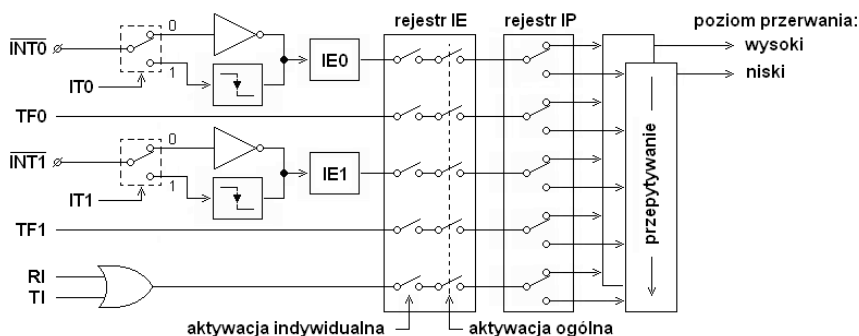 rejestr IE
rejestr IP
poziom przerwania:
INT0
0
1
IT0
IE0
wysoki
niski
TF0
INT1
0
1
IT1
IE1
TF1
przepytywanie
RI
TI
aktywacja indywidualna
aktywacja ogólna